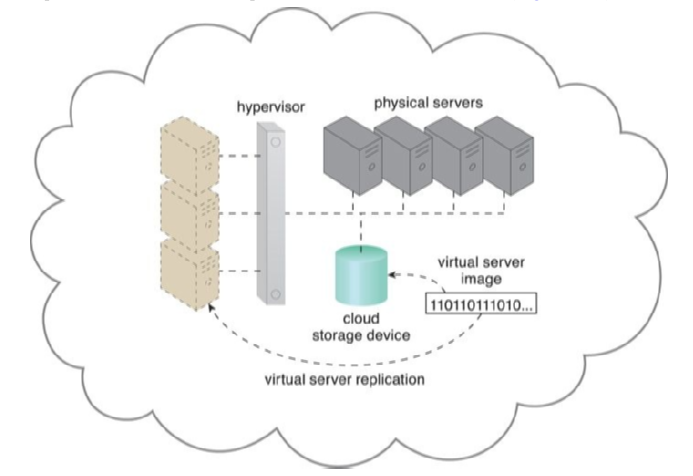 hypervisor
physical servers
virtual server
image
110110111010...
cloud
storage device
virtual server replication